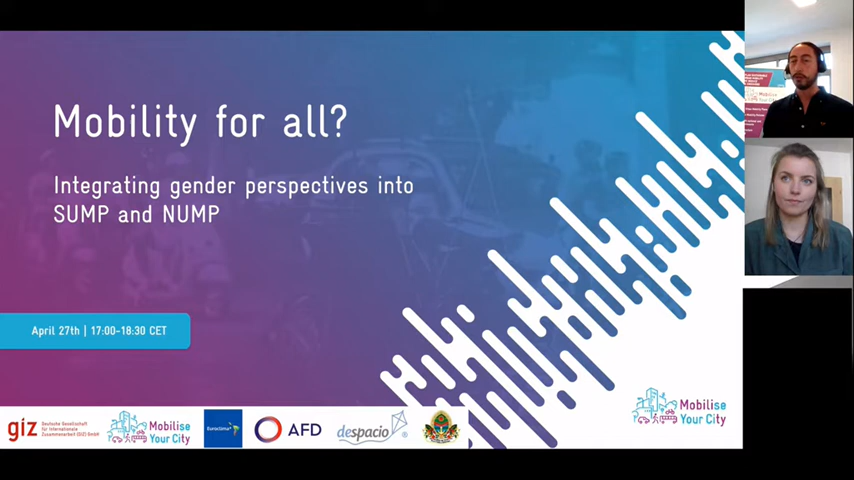 Mobility for all?
Integrating gender perspectives into
SUMP and NUMP
April 27th | 17:00-18:30 CET
giz
Deutsche Gesellschaft
für Internationale
Zusammenarbeit (GIZ) GmbH
Mobilise
Your City
EUROCLIMA+
AFD
despacio®
Mobilise
Your City